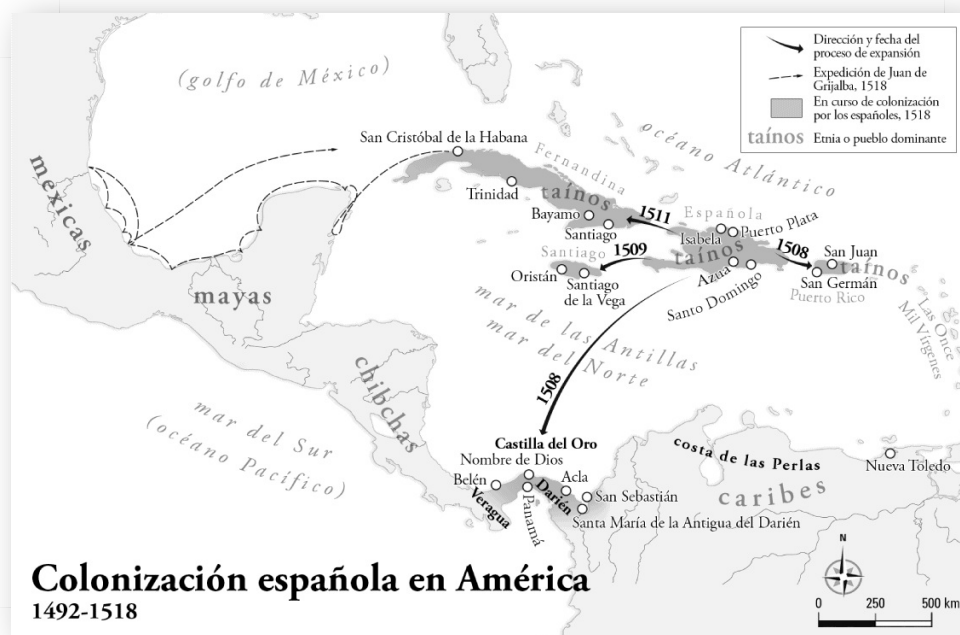 Dirección y fecha del
proceso de expansión
Expedición de Juan de
Grijalba, 1518
En curso de colonización
por los españoles, 1518
taínos
Etnia o pueblo dominante
(golfo de México)
océano Atlántico
San Cristóbal de la Habana
Fernandina
Trinidad
taínos
mexicas
Bayamo
Santiago
1511
Española
Isabela
Puerto Plata
taínos
1508
San Juan
taínos
San Germán
Puerto Rico
Santiago
1509
Oristán
Santiago
de la Vega
Azua
Santo Domingo
Las Once
Mil Vírgenes
mayas
mar de las Antillas
mar del Norte
chibchas
1508
mar del Sur
(océano Pacífico)
Castilla del Oro
Nombre de Dios
Belén
Veragua
Panamá
Darién
Acla
San Sebastián
Santa María de la Antigua del Darién
costa de las Perlas
Nueva Toledo
caribes
Colonización española en América
1492-1518
N
0 250 500 km